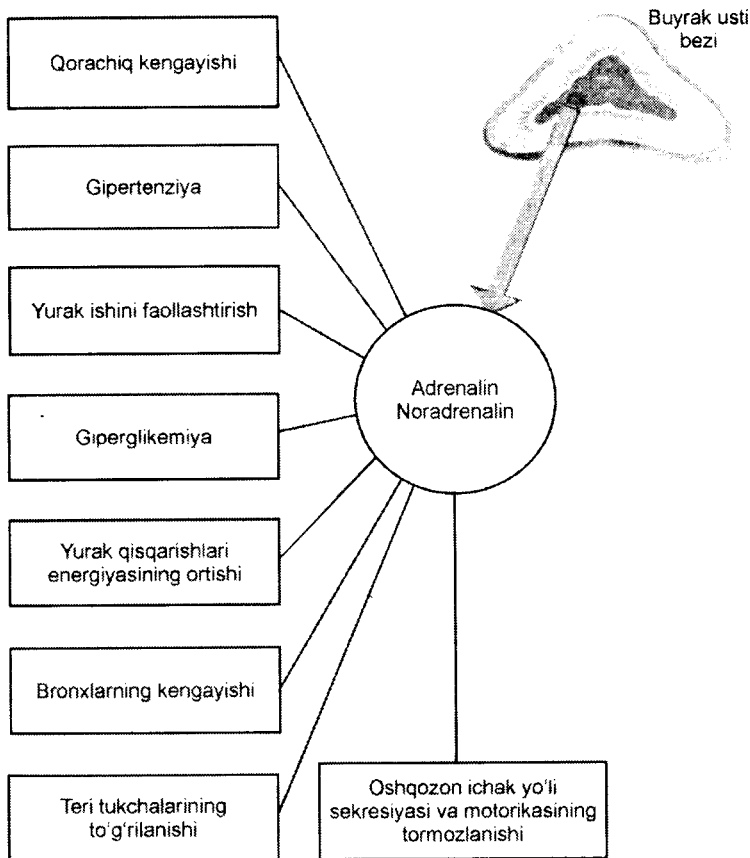 Buyrak usti
bezi
Qorachiq kengayishi
Gipertenziya
Yurak ishini faollashtirish
Giperglikemiya
Yurak qisqarishlari
energiyasining ortishi
Bronxlarning kengayishi
Teri tukchalarining
to'g'rilanishi
Adrenalin
Noradrenalin
Oshqozon ichak yo'li
sekresiyasi va motorikasining
tormozlanishi